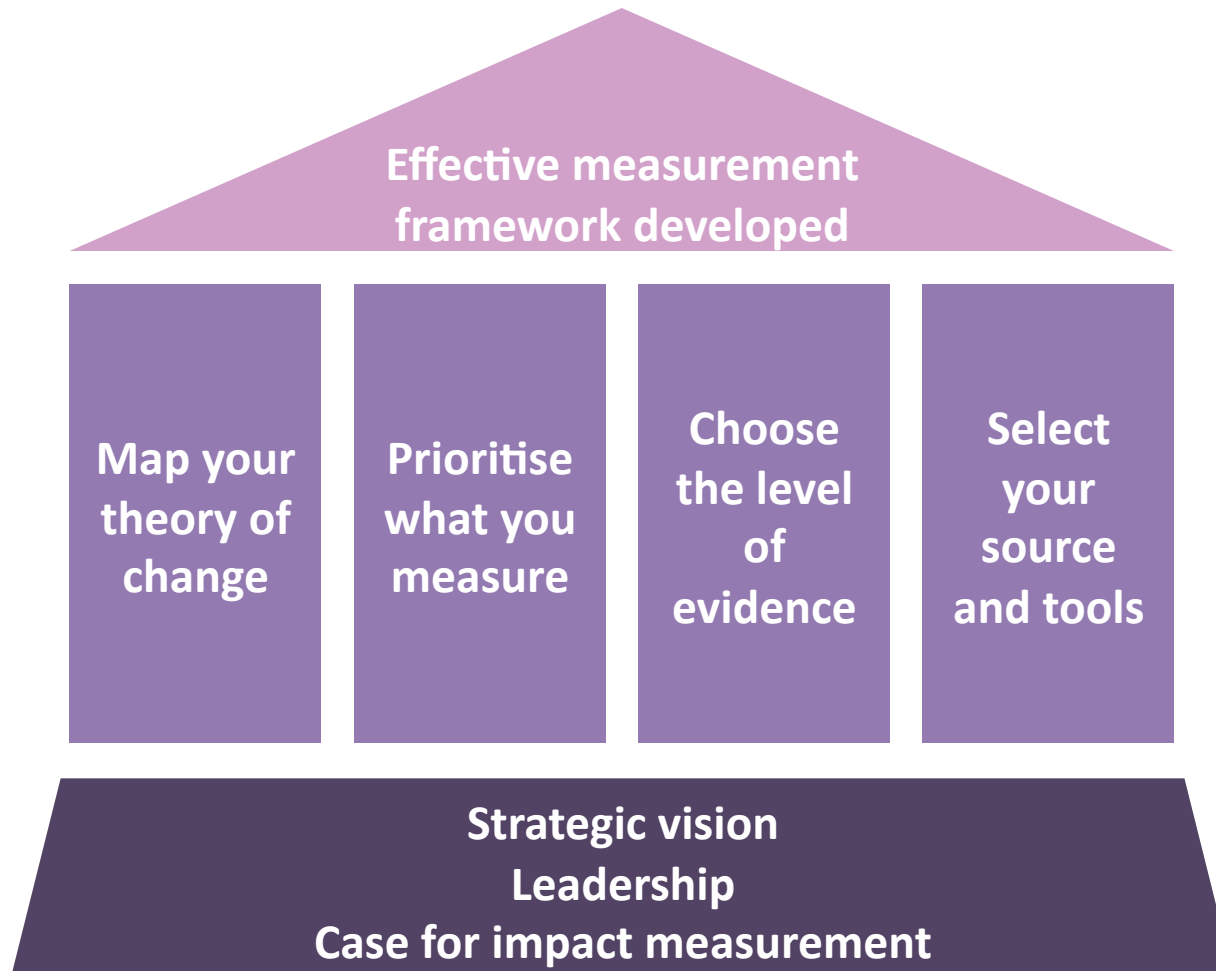 Effective measurement
framework developed
Map your
theory of
change
Prioritise
what you
measure
Choose
the level
of
evidence
Select
your
source
and tools
Strategic vision
Leadership
Case for impact measurement